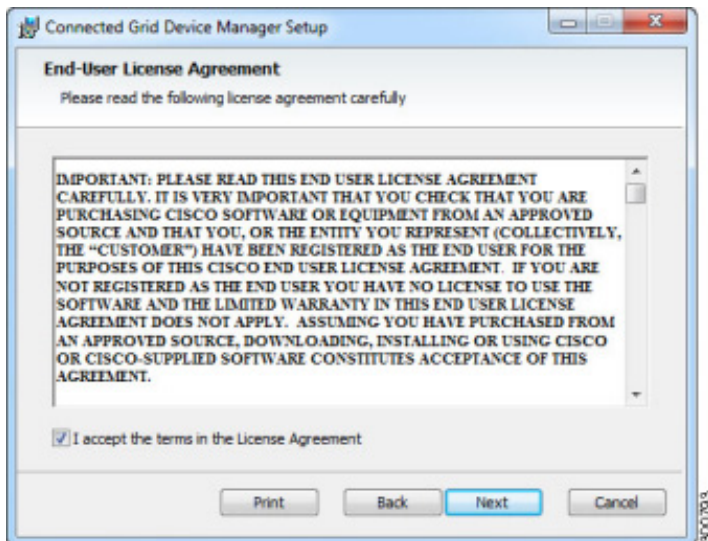 Connected Grid Device Manager Setup
End-User License Agreement
Please read the following license agreement carefully
IMPORTANT: PLEASE READ THIS END USER LICENSE AGREEMENT
CAREFULLY. IT IS VERY IMPORTANT THAT YOU CHECK THAT YOU ARE
PURCHASING CISCO SOFTWARE OR EQUIPMENT FROM AN APPROVED
SOURCE AND THAT YOU, OR THE ENTITY YOU REPRESENT (COLLECTIVELY,
THE “CUSTOMER”) HAVE BEEN REGISTERED AS THE END USER FOR THE
PURPOSES OF THIS CISCO END USER LICENSE AGREEMENT. IF YOU ARE
NOT REGISTERED AS THE END USER YOU HAVE NO LICENSE TO USE THE
SOFTWARE AND THE LIMITED WARRANTY IN THIS END USER LICENSE
AGREEMENT DOES NOT APPLY. ASSUMING YOU HAVE PURCHASED FROM
AN APPROVED SOURCE, DOWNLOADING, INSTALLING OR USING CISCO
OR CISCO-SUPPLIED SOFTWARE CONSTITUTES ACCEPTANCE OF THIS
AGREEMENT.
I accept the terms in the License Agreement
Print Back Next Cancel
300793